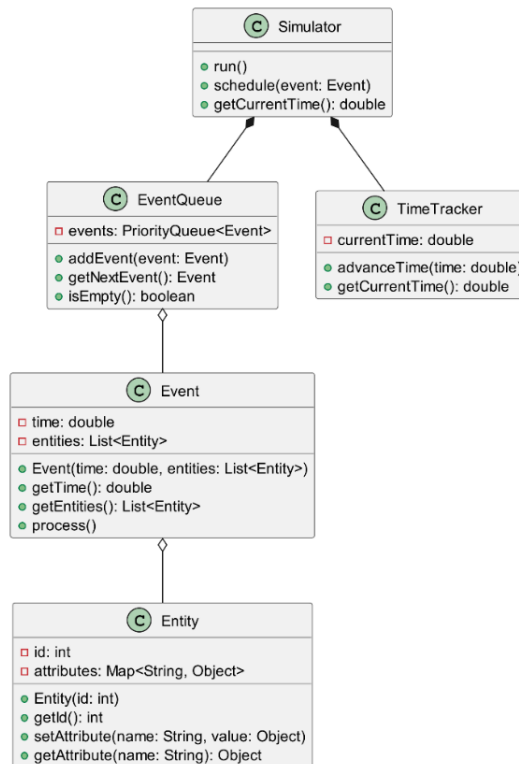 C Simulator
run()
schedule(event: Event)
getCurrentTime(): double
C EventQueue
events: PriorityQueue<Event>
addEvent(event: Event)
getNextEvent(): Event
isEmpty(): boolean
C TimeTracker
currentTime: double
advanceTime(time: double)
getCurrentTime(): double
C Event
time: double
entities: List<Entity>
Event(time: double, entities: List<Entity>)
getTime(): double
getEntities(): List<Entity>
process()
C Entity
id: int
attributes: Map<String, Object>
Entity(id: int)
getId(): int
setAttribute(name: String, value: Object)
getAttribute(name: String): Object